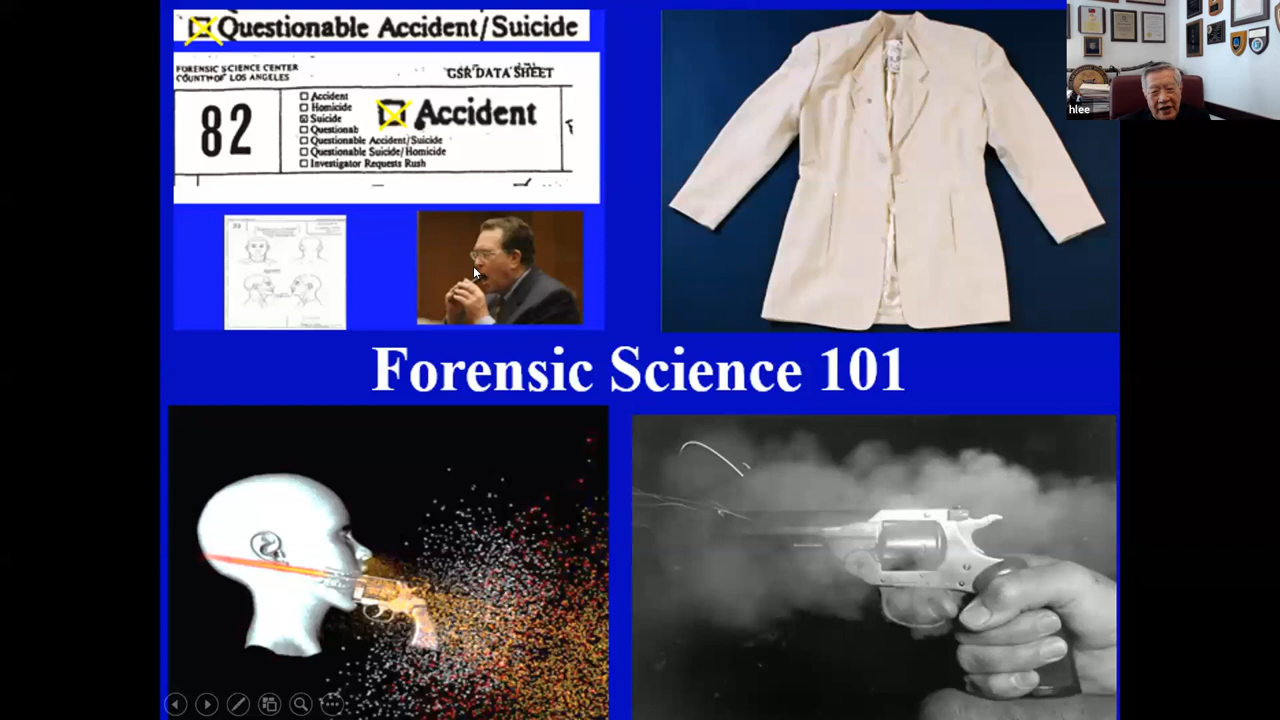 Questionable Accident/Suicide
FORENSIC SCIENCE CENTER
COUNTY OF LOS ANGELES
GSR DATA SHEET
82
Accident
Homicide
Suicide
Questionab
Questionable Accident/Suicide
Questionable Suicide/Homicide
Investigator Requests Rush
Accident
hlee
Forensic Science 101